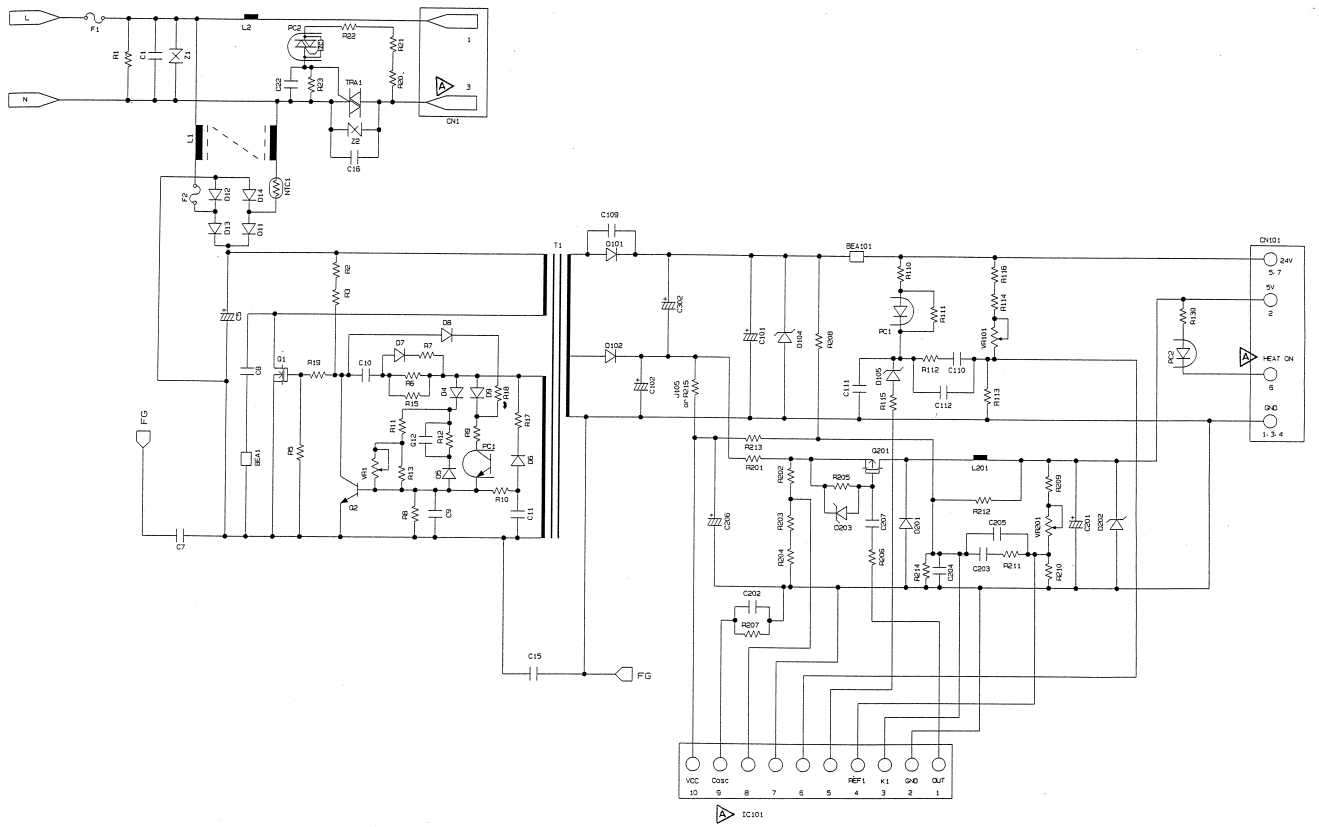 L
F1
L2
PC2
R22
R21
1
R1
C1
Z1
C22
R23
TRA1
R20
A
3
N
CN1
Z2
C16
L1
F2
D12
D14
NTC1
D13
D11
C109
D101
T1
BEA101
CN101
24V
5.7
R2
R3
R110
R116
5V
2
C5
C302
C101
D104
R208
PC1
R111
R114
VR101
R130
PC2
D8
D7
R7
D102
A
HEAT ON
6
C8
Q1
R19
C10
R6
R15
D4
D9
R18
C102
J105
or R215
C111
D105
R112
C110
R115
C112
R113
GND
1.3.4
FG
R11
C12
R12
R9
R17
BEA1
R5
VR1
R13
D5
PC1
D6
R213
R201
Q201
L201
Q2
R8
C9
R10
C11
C206
R202
R205
D203
C207
D201
R212
R209
VR201
C201
D202
R203
R204
R206
C205
C7
R214
C204
C203
R211
R210
C202
R207
C15
FG
VCC
Cosc
REF1
K1
GND
OUT
10
9
8
7
6
5
4
3
2
1
A
IC101